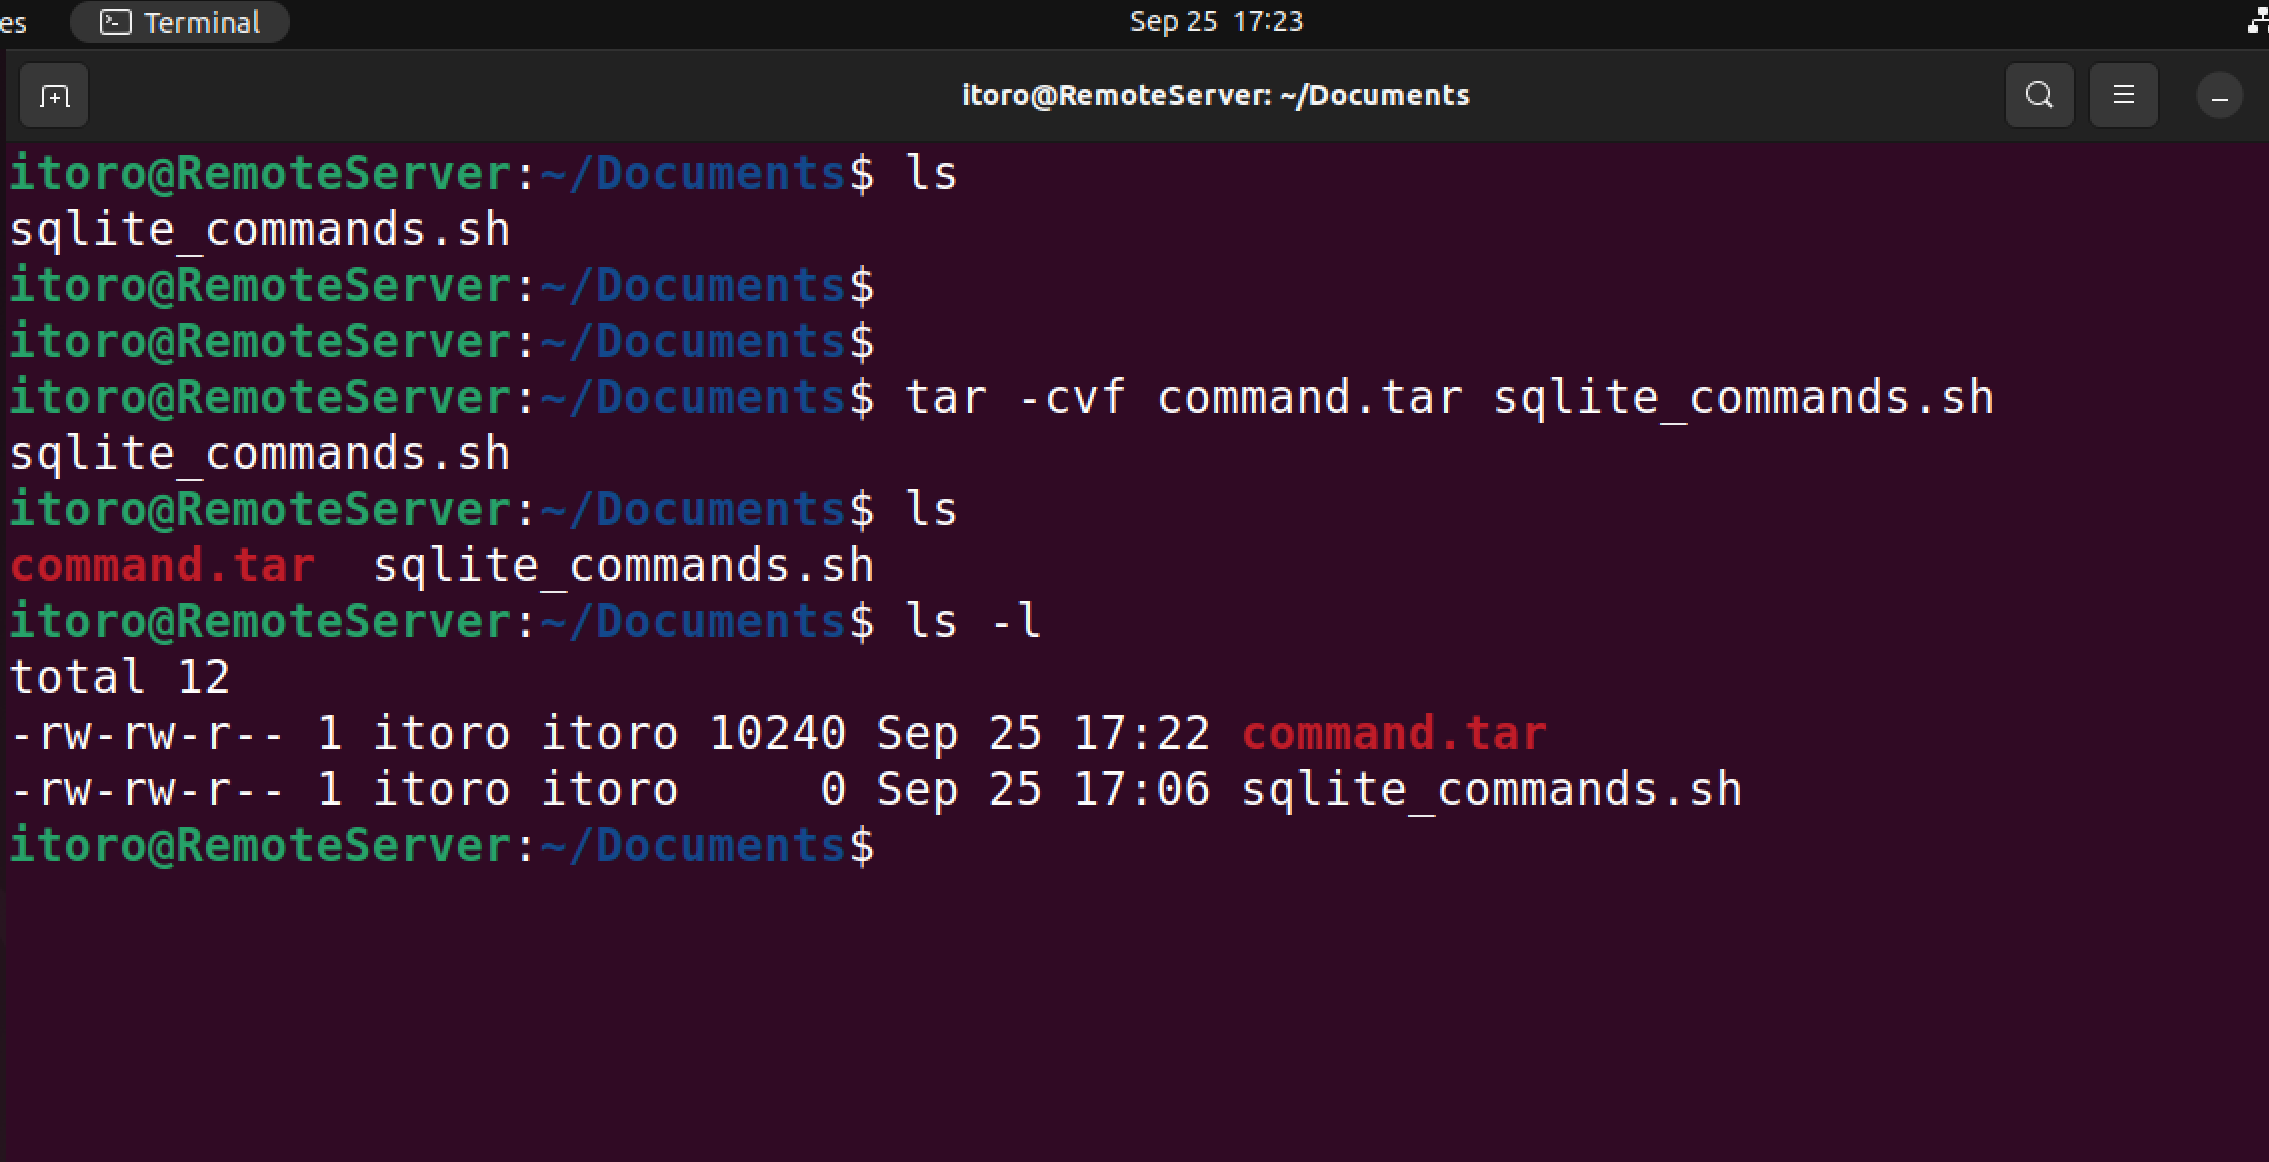 es Terminal Sep 25 17:23
itoro@RemoteServer: ~/Documents
itoro@RemoteServer:~/Documents$ ls
sqlite_commands.sh
itoro@RemoteServer:~/Documents$
itoro@RemoteServer:~/Documents$
itoro@RemoteServer:~/Documents$ tar -cvf command.tar sqlite_commands.sh
sqlite_commands.sh
itoro@RemoteServer:~/Documents$ ls
command.tar  sqlite_commands.sh
itoro@RemoteServer:~/Documents$ ls -l
total 12
-rw-rw-r-- 1 itoro itoro 10240 Sep 25 17:22 command.tar
-rw-rw-r-- 1 itoro itoro     0 Sep 25 17:06 sqlite_commands.sh
itoro@RemoteServer:~/Documents$